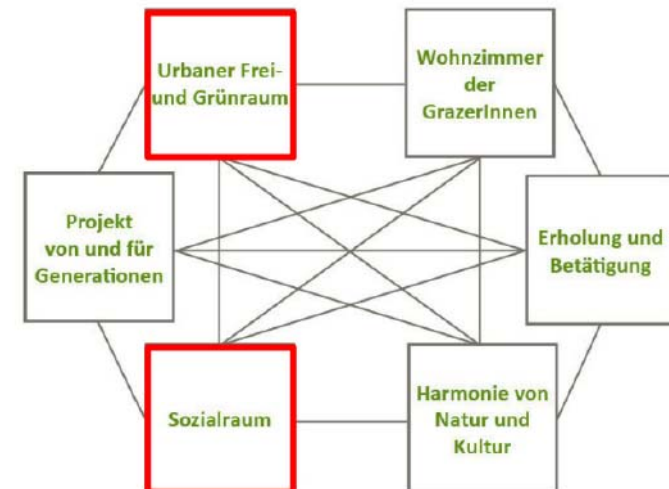 Urbaner Frei-
und Grünraum
Wohnzimmer
der
GrazerInnen
Projekt
von und für
Generationen
Erholung und
Betätigung
Sozialraum
Harmonie von
Natur und
Kultur